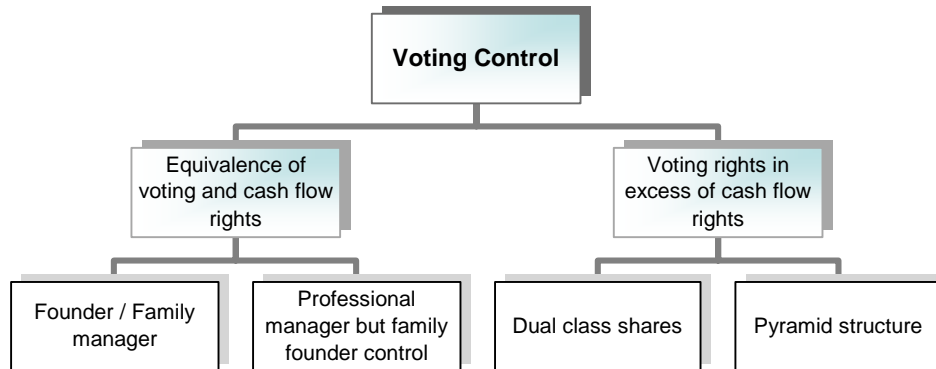 Voting Control
Equivalence of
voting and cash flow
rights
Voting rights in
excess of cash flow
rights
Founder / Family
manager
Professional
manager but family
founder control
Dual class shares
Pyramid structure